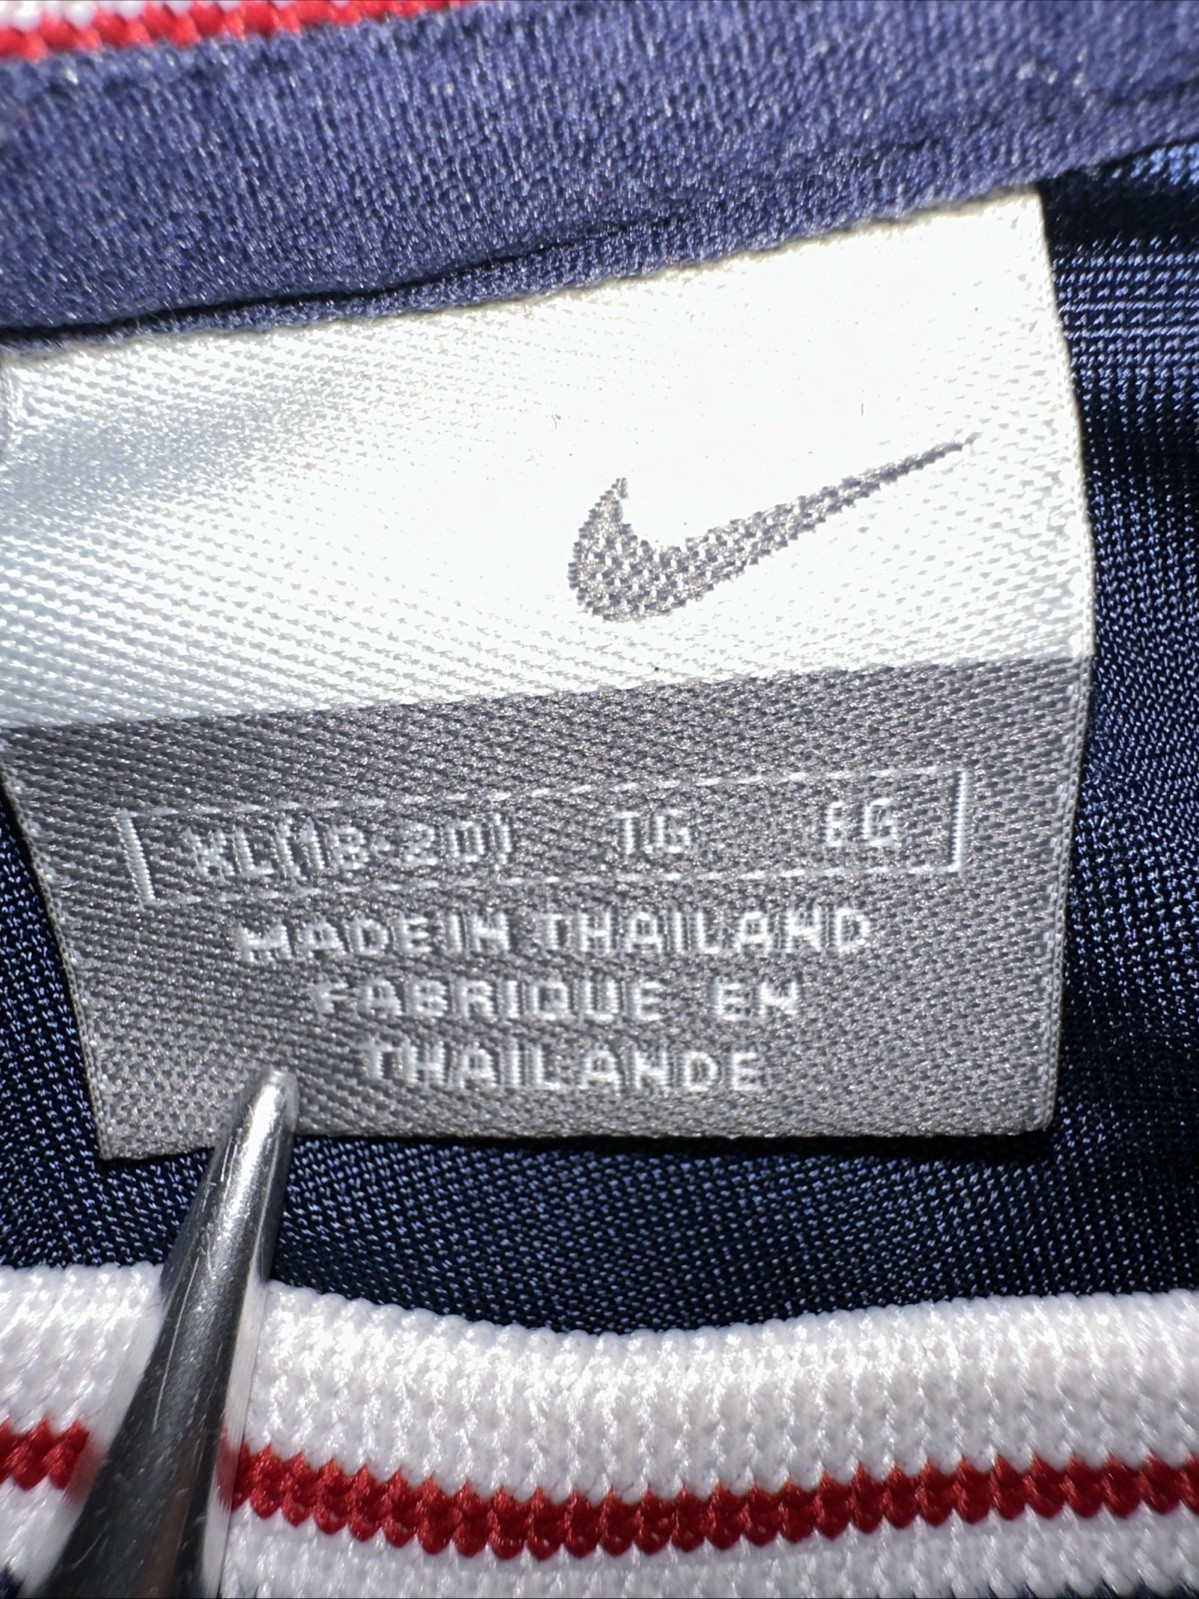 XL(18-20) TG EG
MADE IN THAILAND
FABRIQUE EN
THAILANDE